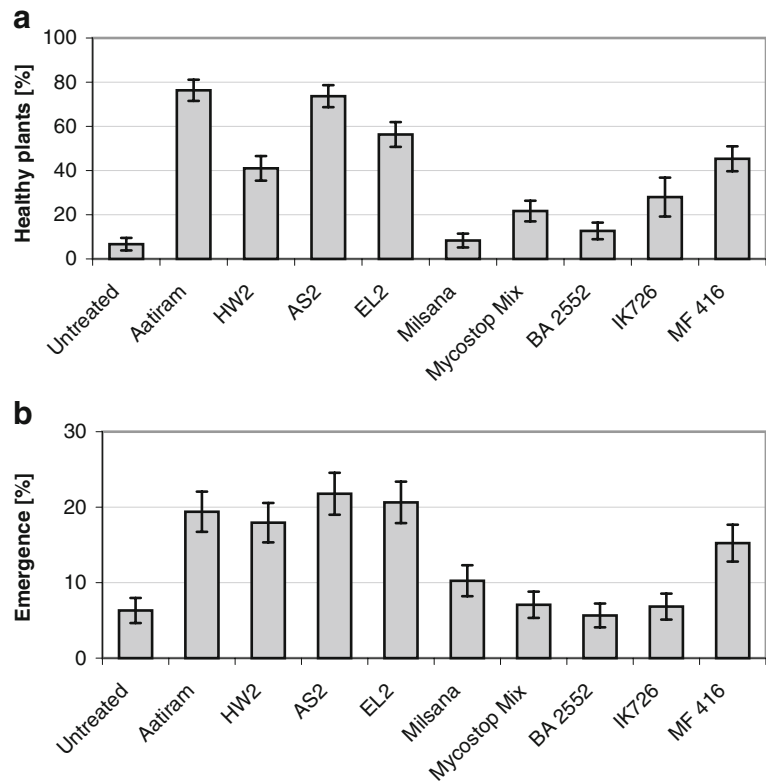 a
Healthy plants [%]
100
80
60
40
20
0
Untreated
Aatiram
HW2
AS2
EL2
Milsana
Mycostop Mix
BA 2552
IK726
MF 416
b
Emergence [%]
30
20
10
0
Untreated
Aatiram
HW2
AS2
EL2
Milsana
Mycostop Mix
BA 2552
IK726
MF 416